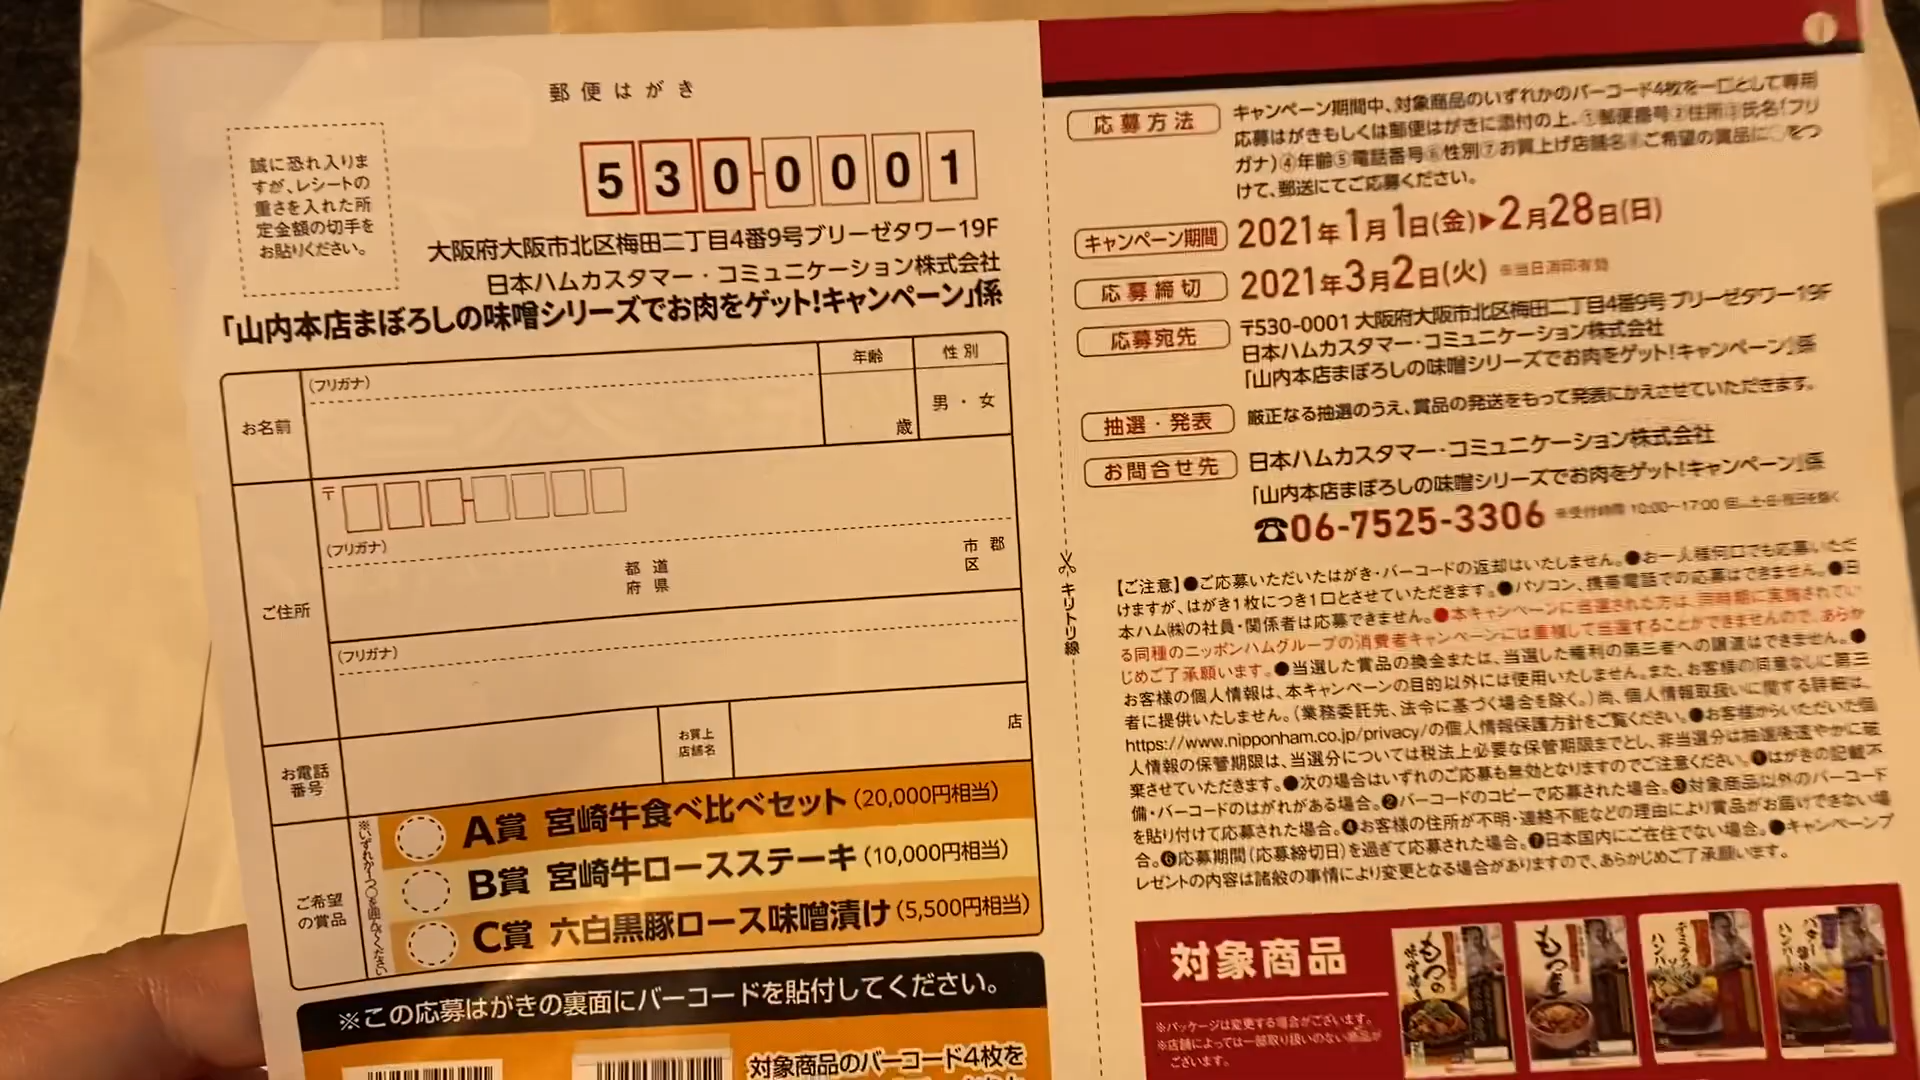 郵便はがき
誠に恐れ入りま
すが、レシートの
重さを入れた所
定金額の切手を
お貼りください。
530-0001
大阪府大阪市北区梅田二丁目4番9号ブリーゼタワー19F
日本ハムカスタマー・コミュニケーション株式会社
「山内本店まぼろしの味噌シリーズでお肉をゲット!キャンペーン」係
お名前
(フリガナ)
年齢
歳
性別
男・女
ご住所
〒
(フリガナ)
都 道
府 県
市 郡
区
(フリガナ)
お電話
番号
お買上
店舗名
店
ご希望
の賞品
※いずれか一つ○を囲んでください
A賞 宮崎牛食べ比べセット(20,000円相当)
B賞 宮崎牛ロースステーキ(10,000円相当)
C賞 六白黒豚ロース味噌漬け(5,500円相当)
※この応募はがきの裏面にバーコードを貼付してください。
対象商品のバーコード4枚を
キリトリ線
応募方法
キャンペーン期間中、対象商品のいずれかのバーコード4枚を一口として専用
応募はがきもしくは郵便はがきに添付の上、①郵便番号②住所③氏名(フリ
ガナ)④年齢⑤電話番号⑥性別⑦お買上げ店舗名⑧ご希望の賞品に○をつ
けて、郵送にてご応募ください。
キャンペーン期間
2021年1月1日(金)▶2月28日(日)
応募締切
2021年3月2日(火) ※当日消印有効
応募宛先
〒530-0001 大阪府大阪市北区梅田二丁目4番9号 ブリーゼタワー19F
日本ハムカスタマー・コミュニケーション株式会社
「山内本店まぼろしの味噌シリーズでお肉をゲット!キャンペーン」係
抽選・発表
厳正なる抽選のうえ、賞品の発送をもって発表にかえさせていただきます。
お問合せ先
日本ハムカスタマー・コミュニケーション株式会社
「山内本店まぼろしの味噌シリーズでお肉をゲット!キャンペーン」係
☎06-7525-3306 ※受付時間 10:00〜17:00 土・日・祝日を除く
【ご注意】●ご応募いただいたはがき・バーコードの返却はいたしません。●お一人様何口でも応募いただ
けますが、はがき1枚につき1口とさせていただきます。●パソコン、携帯電話での応募はできません。●日
本ハム㈱の社員・関係者は応募できません。●本キャンペーンに当選された方は、同時期に実施されてい
る同種のニッポンハムグループの消費者キャンペーンには重複して当選することができませんので、あらか
じめご了承願います。●当選した賞品の換金または、当選した権利の第三者への譲渡はできません。●
お客様の個人情報は、本キャンペーンの目的以外には使用いたしません。また、お客様の同意なしに第三
者に提供いたしません。(業務委託先、法令に基づく場合を除く。)尚、個人情報取扱いに関する詳細は、
https://www.nipponham.co.jp/privacy/の個人情報保護方針をご覧ください。●お客様からいただいた個
人情報の保管期限は、当選分については税法上必要な保管期限までとし、非当選分は抽選後速やかに破
棄させていただきます。●次の場合はいずれのご応募も無効となりますのでご注意ください。❶はがきの記載不
備・バーコードのはがれがある場合。❷バーコードのコピーで応募された場合。❸対象商品以外のバーコード
を貼り付けて応募された場合。❹お客様の住所が不明・連絡不能などの理由により賞品がお届けできない場
合。❻応募期間(応募締切日)を過ぎて応募された場合。❼日本国内にご在住でない場合。●キャンペーンプ
レゼントの内容は諸般の事情により変更となる場合がありますので、あらかじめご了承願います。
対象商品
※パッケージは変更する場合がございます。
※店舗によっては一部取り扱いのない商品が
ございます。